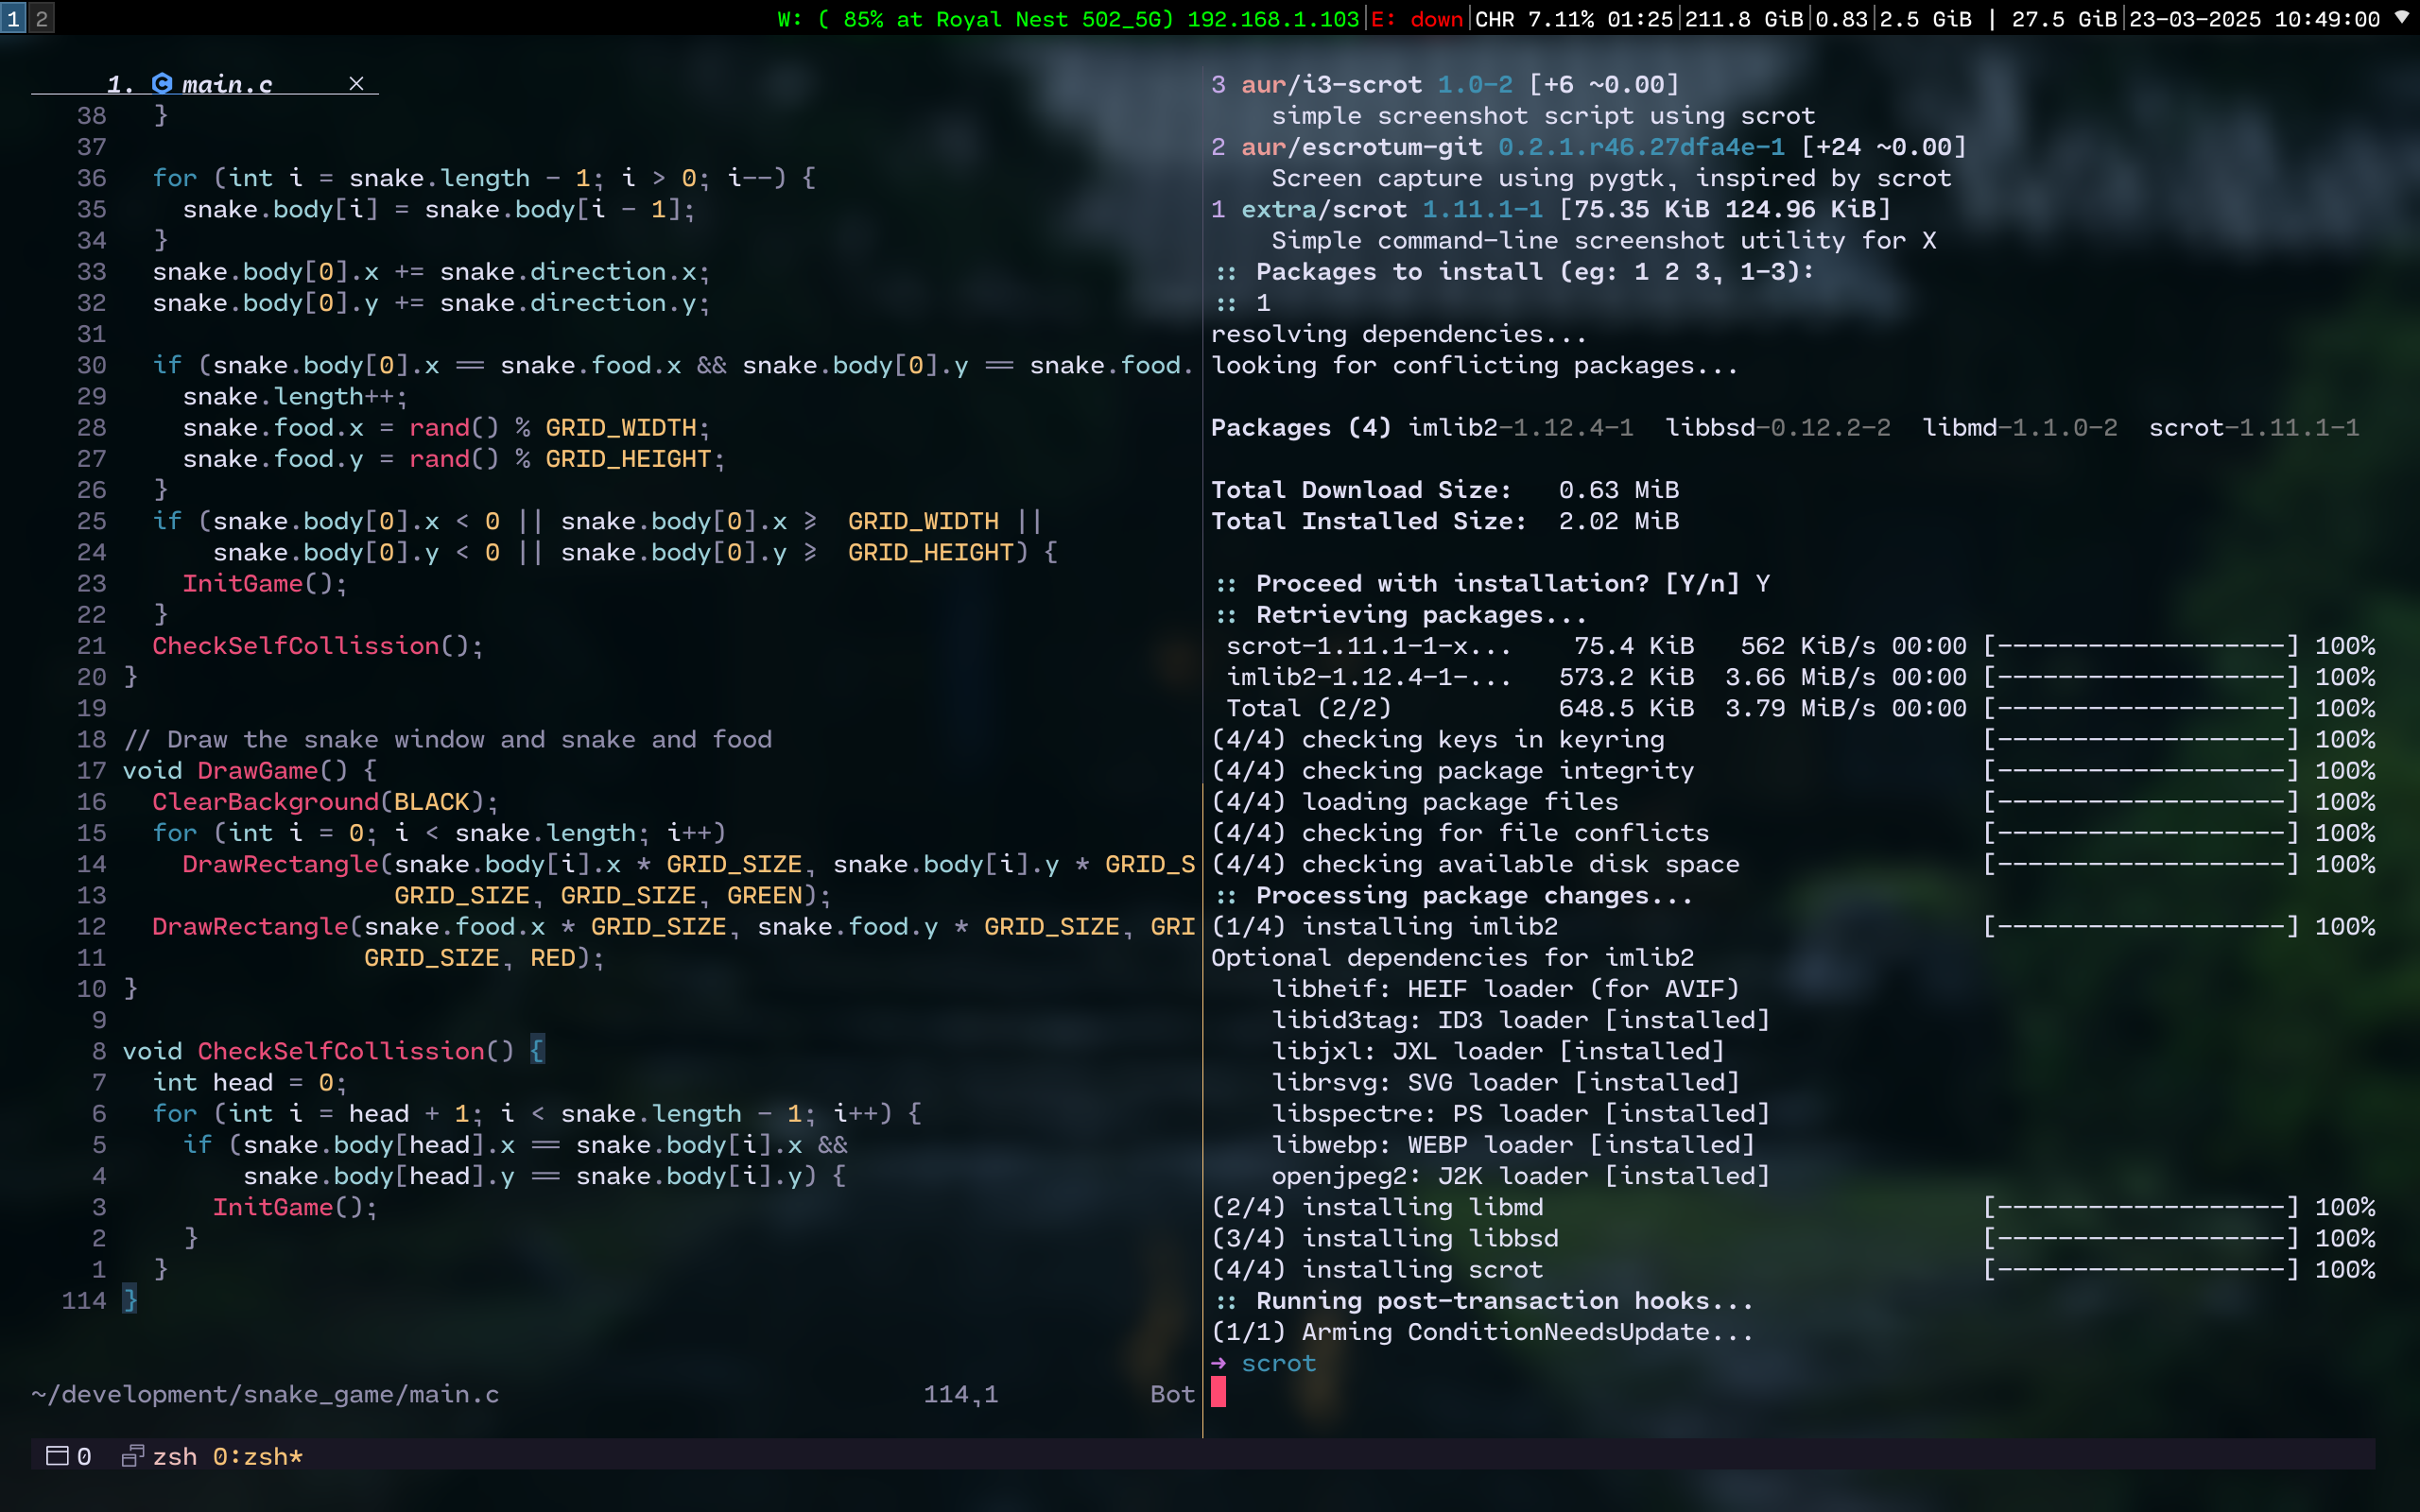 1 2 W: ( 85% at Royal Nest 502_5G) 192.168.1.103|E: down|CHR 7.11% 01:25|211.8 GiB|0.83|2.5 GiB | 27.5 GiB|23-03-2025 10:49:00
1. main.c ×
38 }
37
36 for (int i = snake.length - 1; i > 0; i--) {
35 snake.body[i] = snake.body[i - 1];
34 }
33 snake.body[0].x += snake.direction.x;
32 snake.body[0].y += snake.direction.y;
31
30 if (snake.body[0].x == snake.food.x && snake.body[0].y == snake.food.
29 snake.length++;
28 snake.food.x = rand() % GRID_WIDTH;
27 snake.food.y = rand() % GRID_HEIGHT;
26 }
25 if (snake.body[0].x < 0 || snake.body[0].x >= GRID_WIDTH ||
24 snake.body[0].y < 0 || snake.body[0].y >= GRID_HEIGHT) {
23 InitGame();
22 }
21 CheckSelfCollission();
20 }
19
18 // Draw the snake window and snake and food
17 void DrawGame() {
16 ClearBackground(BLACK);
15 for (int i = 0; i < snake.length; i++)
14 DrawRectangle(snake.body[i].x * GRID_SIZE, snake.body[i].y * GRID_S
13 GRID_SIZE, GRID_SIZE, GREEN);
12 DrawRectangle(snake.food.x * GRID_SIZE, snake.food.y * GRID_SIZE, GRI
11 GRID_SIZE, RED);
10 }
9
8 void CheckSelfCollission() {
7 int head = 0;
6 for (int i = head + 1; i < snake.length - 1; i++) {
5 if (snake.body[head].x == snake.body[i].x &&
4 snake.body[head].y == snake.body[i].y) {
3 InitGame();
2 }
1 }
114 }
~/development/snake_game/main.c 114,1 Bot
3 aur/i3-scrot 1.0-2 [+6 ~0.00]
simple screenshot script using scrot
2 aur/escrotum-git 0.2.1.r46.27dfa4e-1 [+24 ~0.00]
Screen capture using pygtk, inspired by scrot
1 extra/scrot 1.11.1-1 [75.35 KiB 124.96 KiB]
Simple command-line screenshot utility for X
:: Packages to install (eg: 1 2 3, 1-3):
:: 1
resolving dependencies...
looking for conflicting packages...
Packages (4) imlib2-1.12.4-1 libbsd-0.12.2-2 libmd-1.1.0-2 scrot-1.11.1-1
Total Download Size: 0.63 MiB
Total Installed Size: 2.02 MiB
:: Proceed with installation? [Y/n] Y
:: Retrieving packages...
scrot-1.11.1-1-x... 75.4 KiB 562 KiB/s 00:00 [-------------------] 100%
imlib2-1.12.4-1-... 573.2 KiB 3.66 MiB/s 00:00 [-------------------] 100%
Total (2/2) 648.5 KiB 3.79 MiB/s 00:00 [-------------------] 100%
(4/4) checking keys in keyring [-------------------] 100%
(4/4) checking package integrity [-------------------] 100%
(4/4) loading package files [-------------------] 100%
(4/4) checking for file conflicts [-------------------] 100%
(4/4) checking available disk space [-------------------] 100%
:: Processing package changes...
(1/4) installing imlib2 [-------------------] 100%
Optional dependencies for imlib2
libheif: HEIF loader (for AVIF)
libid3tag: ID3 loader [installed]
libjxl: JXL loader [installed]
librsvg: SVG loader [installed]
libspectre: PS loader [installed]
libwebp: WEBP loader [installed]
openjpeg2: J2K loader [installed]
(2/4) installing libmd [-------------------] 100%
(3/4) installing libbsd [-------------------] 100%
(4/4) installing scrot [-------------------] 100%
:: Running post-transaction hooks...
(1/1) Arming ConditionNeedsUpdate...
➜ scrot
0 zsh 0:zsh*